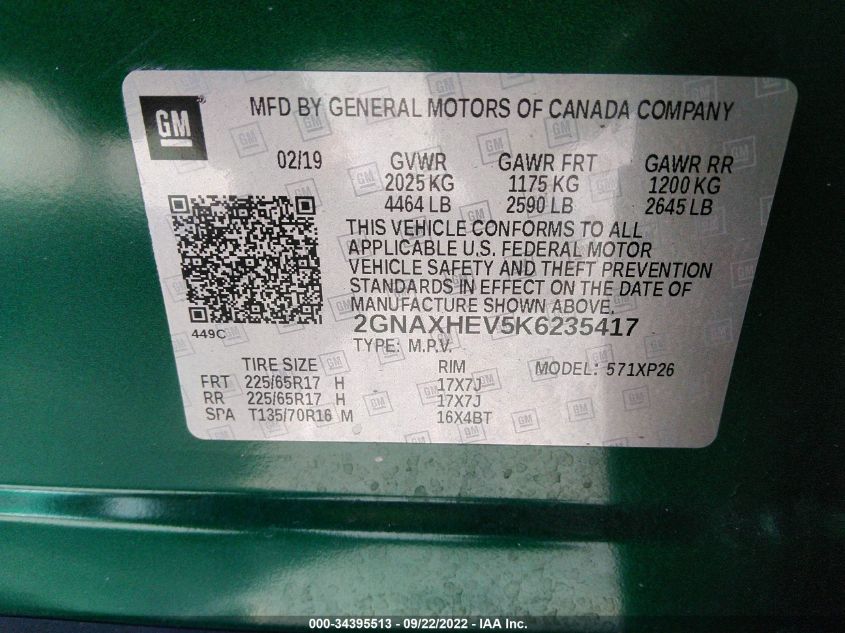 GM ®
MFD BY GENERAL MOTORS OF CANADA COMPANY
02/19 GVWR GAWR FRT GAWR RR
2025 KG 1175 KG 1200 KG
4464 LB 2590 LB 2645 LB
THIS VEHICLE CONFORMS TO ALL
APPLICABLE U.S. FEDERAL MOTOR
VEHICLE SAFETY AND THEFT PREVENTION
STANDARDS IN EFFECT ON THE DATE OF
MANUFACTURE SHOWN ABOVE.
449C
2GNAXHEV5K6235417
TYPE: M.P.V.
TIRE SIZE RIM MODEL: 571XP26
FRT 225/65R17 H 17X7J
RR 225/65R17 H 17X7J
SPA T135/70R16 M 16X4BT
000-34395513 - 09/22/2022 - IAA Inc.